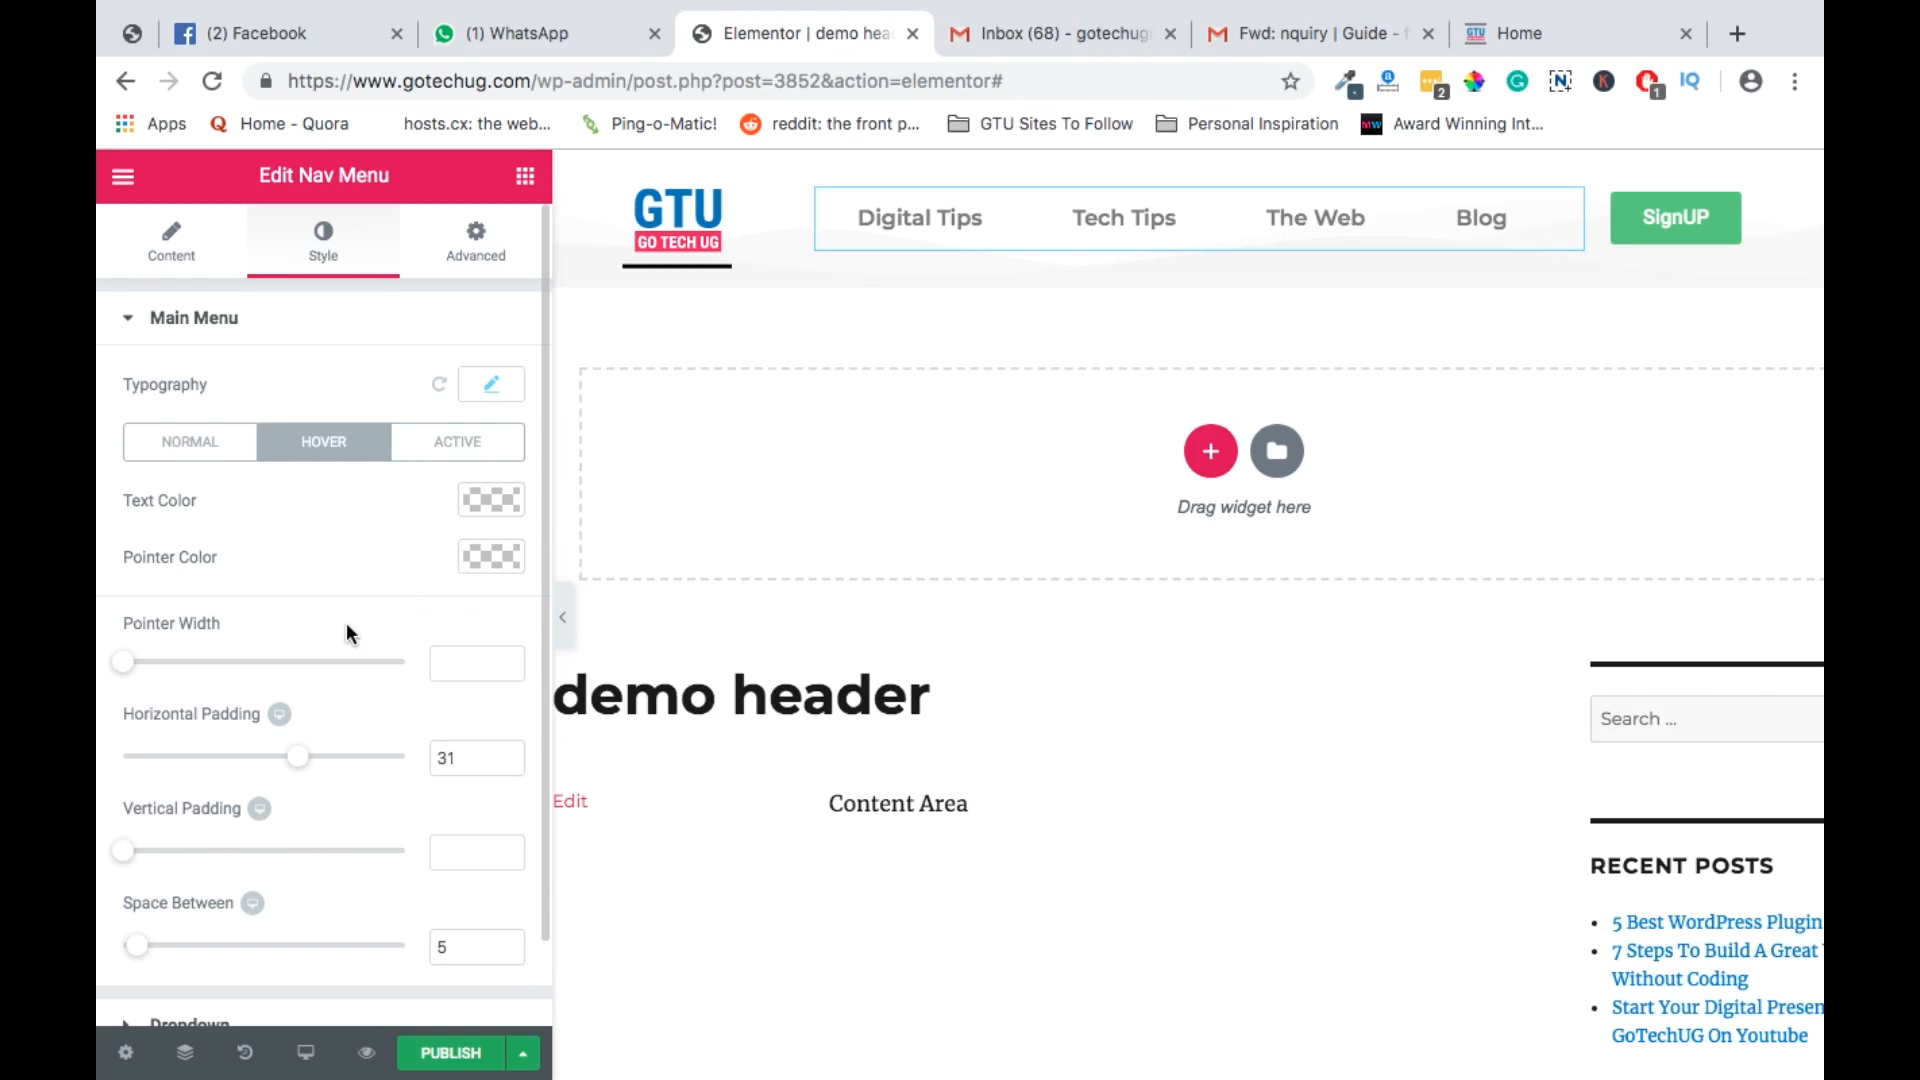 (2) Facebook
(1) WhatsApp
Elementor | demo hea
Inbox (68) - gotechug
Fwd: nquiry | Guide - f
GTU Home
https://www.gotechug.com/wp-admin/post.php?post=3852&action=elementor#
2
1
IQ
Apps
Home - Quora
hosts.cx: the web...
Ping-o-Matic!
reddit: the front p...
GTU Sites To Follow
Personal Inspiration
Award Winning Int...
Edit Nav Menu
Content
Style
Advanced
Main Menu
Typography
NORMAL
HOVER
ACTIVE
Text Color
Pointer Color
Pointer Width
Horizontal Padding
31
Vertical Padding
Space Between
5
Dropdown
PUBLISH
GTU
GO TECH UG
Digital Tips
Tech Tips
The Web
Blog
SignUP
Drag widget here
demo header
Edit
Content Area
Search ...
RECENT POSTS
5 Best WordPress Plugin
7 Steps To Build A Great
Without Coding
Start Your Digital Presen
GoTechUG On Youtube